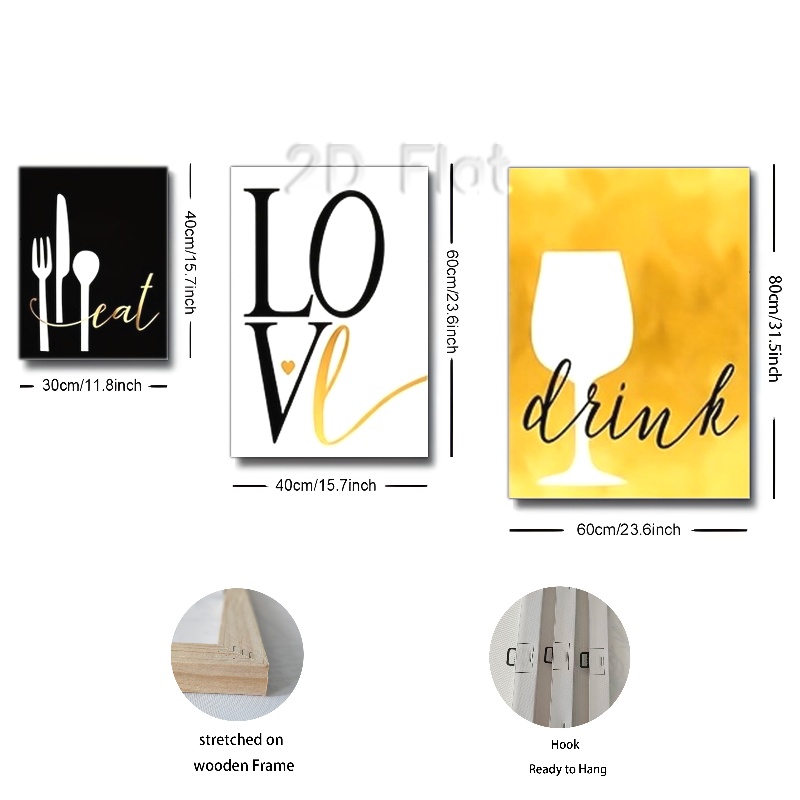 2D Flat
eat
40cm/15.7inch
30cm/11.8inch
LO
Ve
60cm/23.6inch
40cm/15.7inch
drink
80cm/31.5inch
60cm/23.6inch
stretched on
wooden Frame
Hook
Ready to Hang